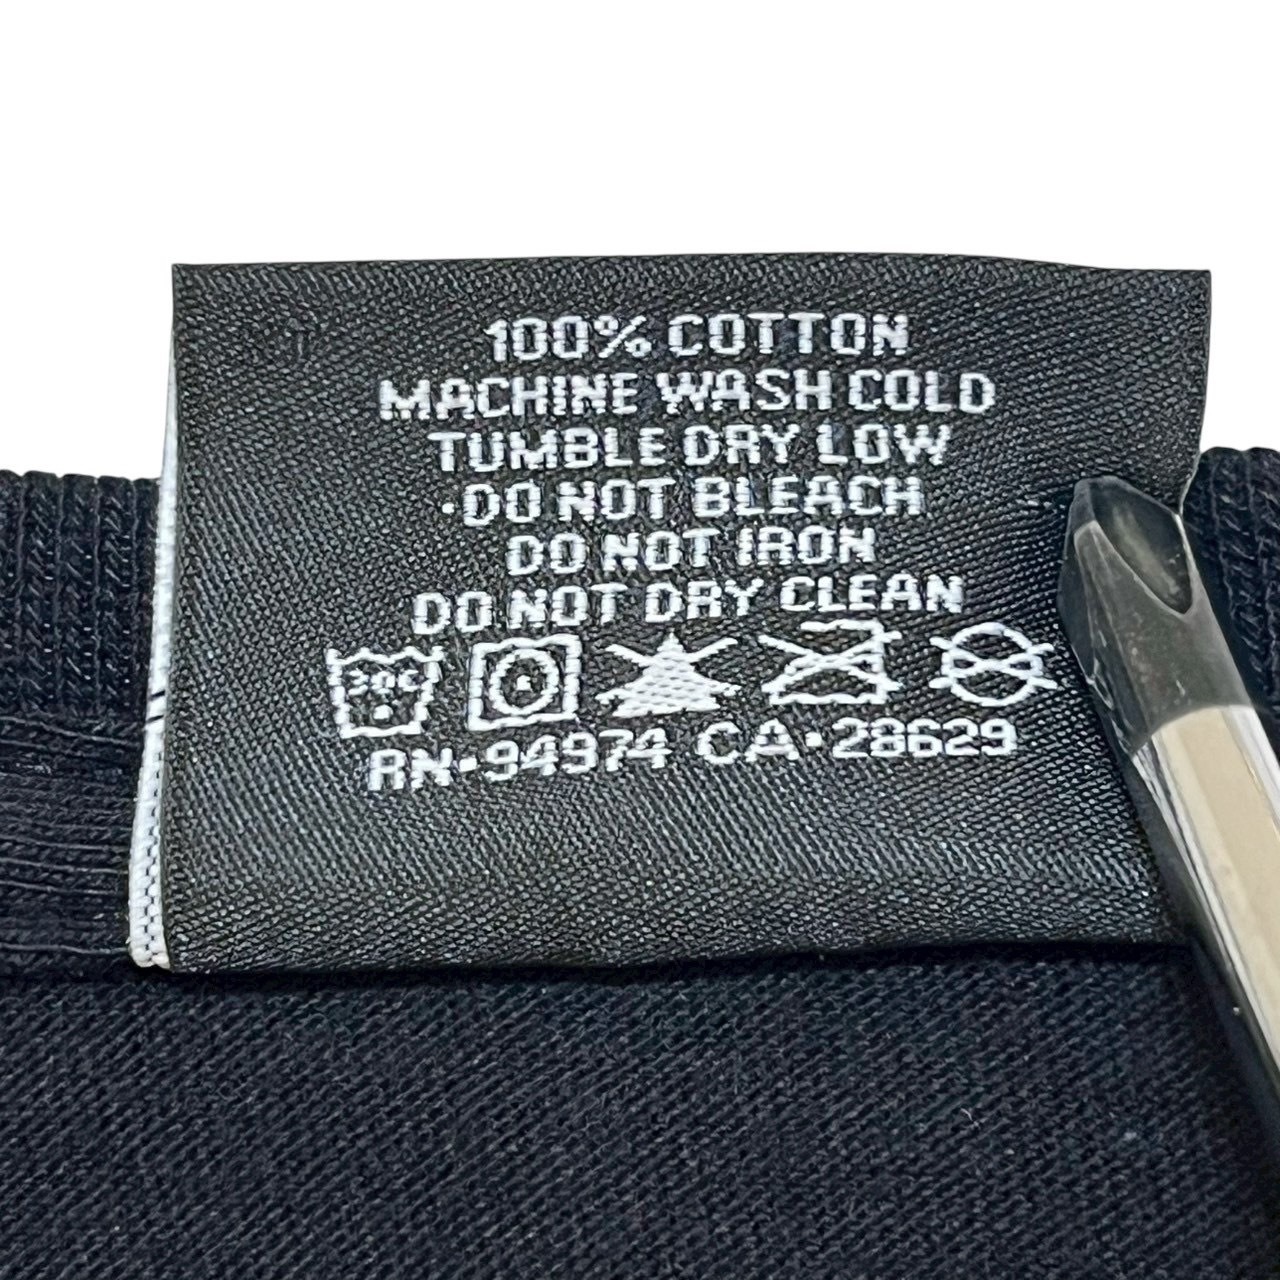 100% COTTON
MACHINE WASH COLD
TUMBLE DRY LOW
·DO NOT BLEACH
DO NOT IRON
DO NOT DRY CLEAN
30C
RN·94974 CA·28629